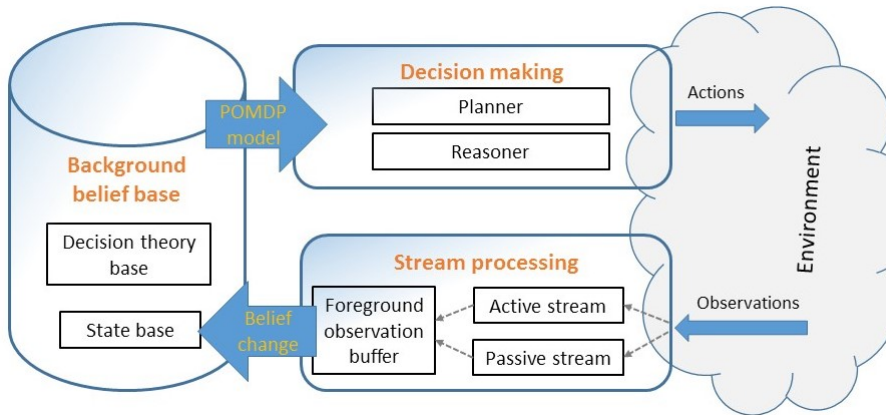 Background
belief base
Decision theory
base
State base
POMDP
model
Decision making
Planner
Reasoner
Actions
Environment
Observations
Stream processing
Active stream
Passive stream
Foreground
observation
buffer
Belief
change